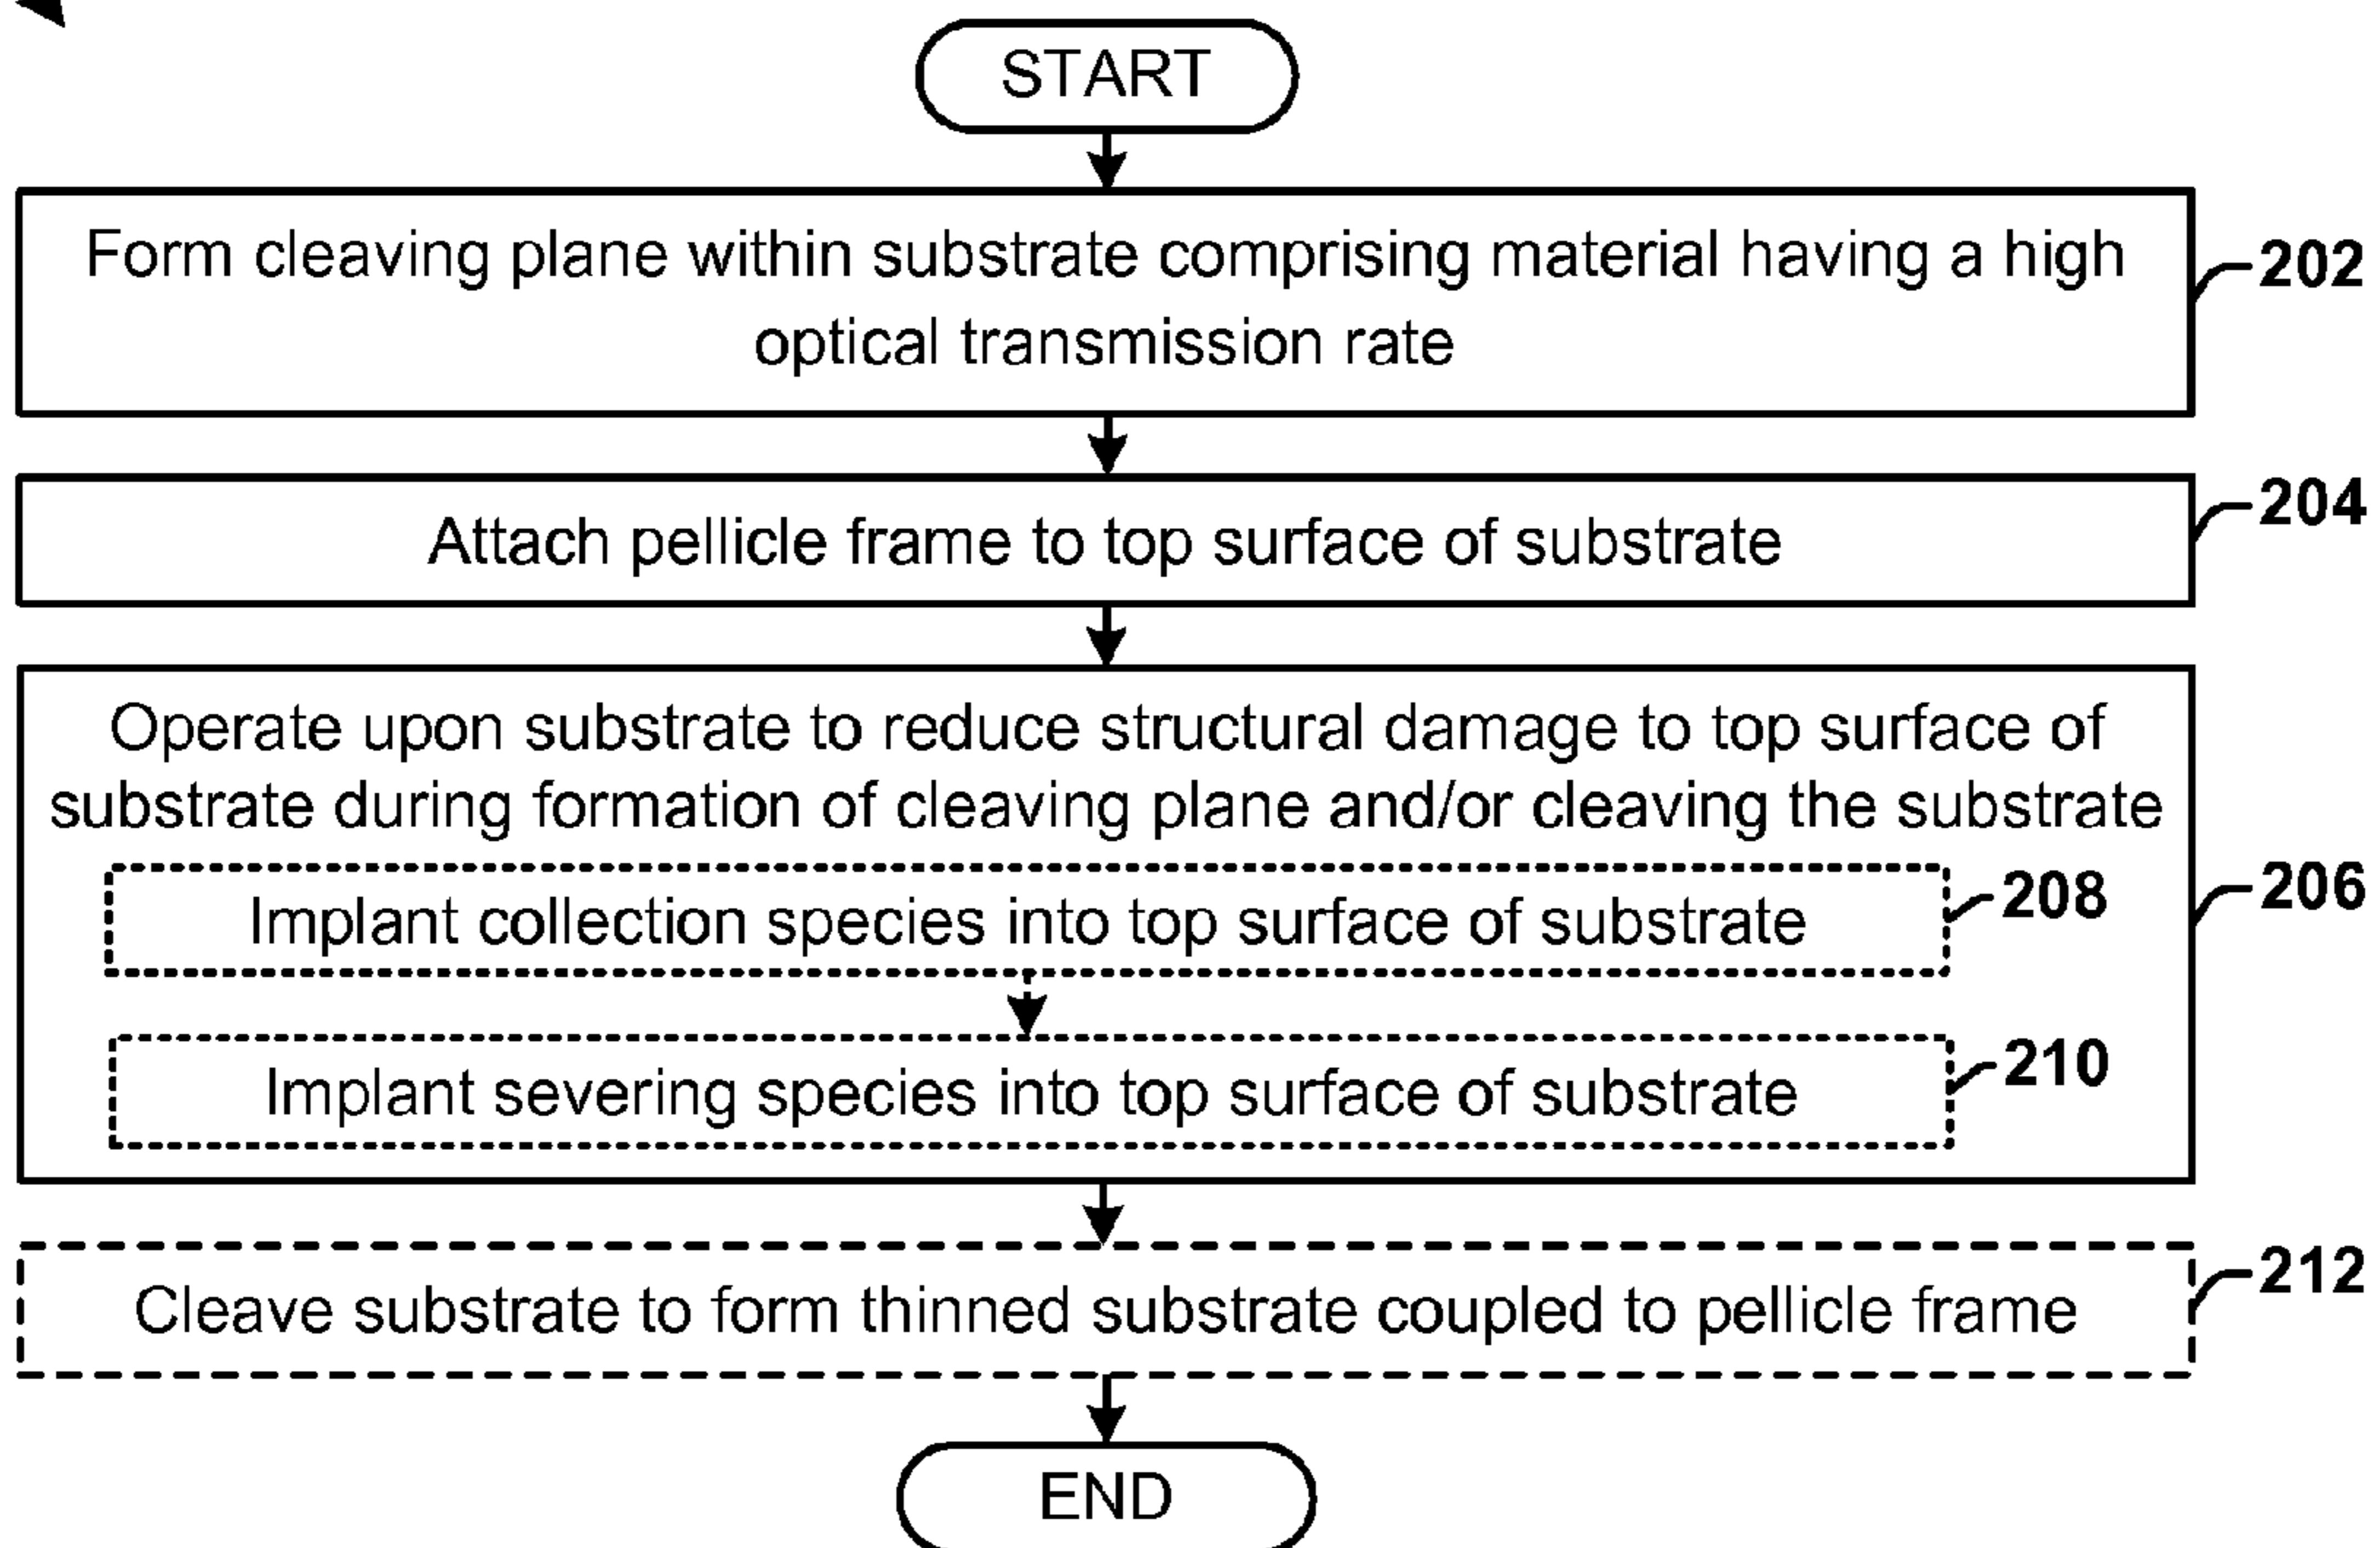 START
Form cleaving plane within substrate comprising material having a high
optical transmission rate
202
Attach pellicle frame to top surface of substrate
204
Operate upon substrate to reduce structural damage to top surface of
substrate during formation of cleaving plane and/or cleaving the substrate
206
Implant collection species into top surface of substrate
208
Implant severing species into top surface of substrate
210
Cleave substrate to form thinned substrate coupled to pellicle frame
212
END